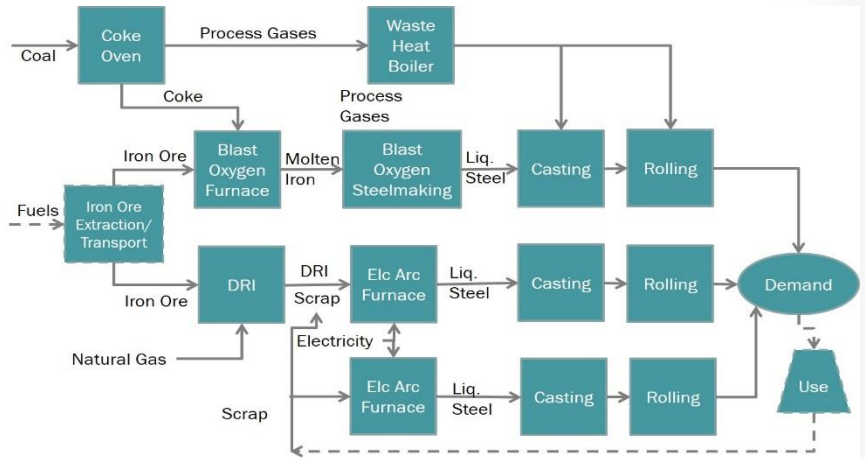 Coke
Oven
Process Gases
Waste
Heat
Boiler
Coal
Coke
Process
Gases
Iron Ore
Blast
Oxygen
Furnace
Molten
Iron
Blast
Oxygen
Steelmaking
Liq.
Steel
Casting
Rolling
Fuels
Iron Ore
Extraction/
Transport
Iron Ore
DRI
DRI
Scrap
Elc Arc
Furnace
Liq.
Steel
Casting
Rolling
Demand
Natural Gas
Electricity
Scrap
Elc Arc
Furnace
Liq.
Steel
Casting
Rolling
Use